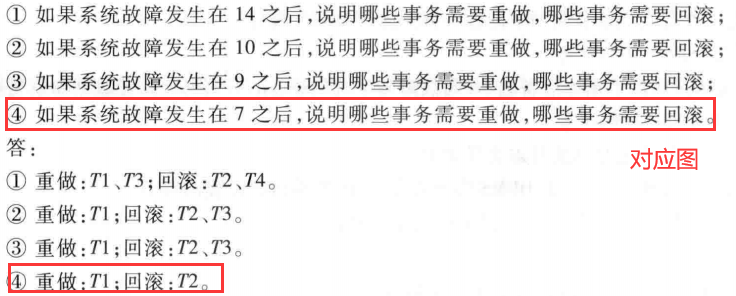 ① 如果系统故障发生在 14 之后,说明哪些事务需要重做,哪些事务需要回滚;
② 如果系统故障发生在 10 之后,说明哪些事务需要重做,哪些事务需要回滚;
③ 如果系统故障发生在 9 之后,说明哪些事务需要重做,哪些事务需要回滚;
④ 如果系统故障发生在 7 之后,说明哪些事务需要重做,哪些事务需要回滚。
答:
对应图
① 重做:T1、T3;回滚:T2、T4。
② 重做:T1;回滚:T2、T3。
③ 重做:T1;回滚:T2、T3。
④ 重做:T1;回滚:T2。